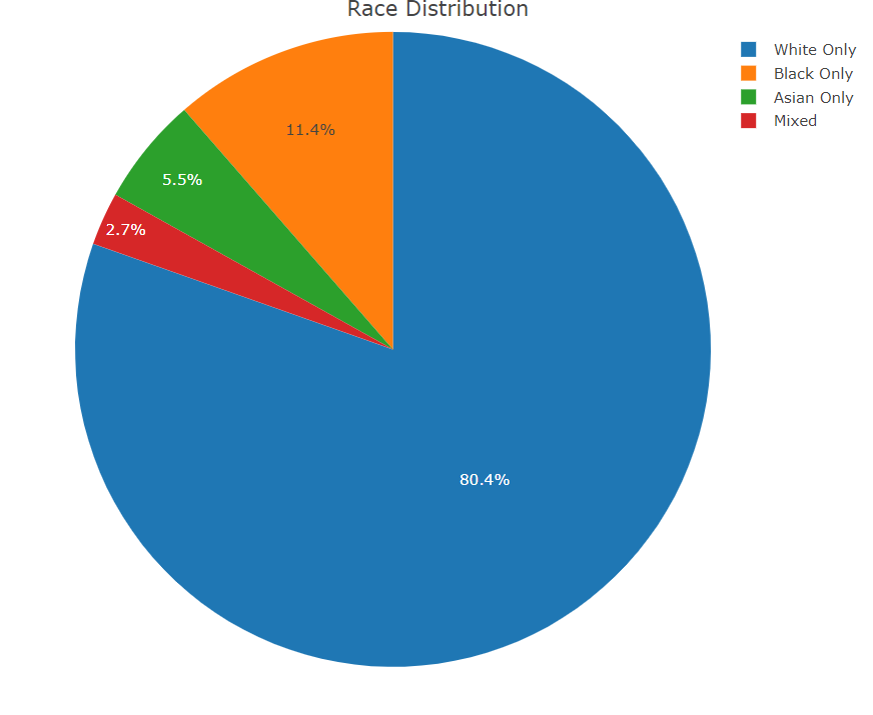 Race Distribution
White Only
Black Only
Asian Only
Mixed
11.4%
5.5%
2.7%
80.4%